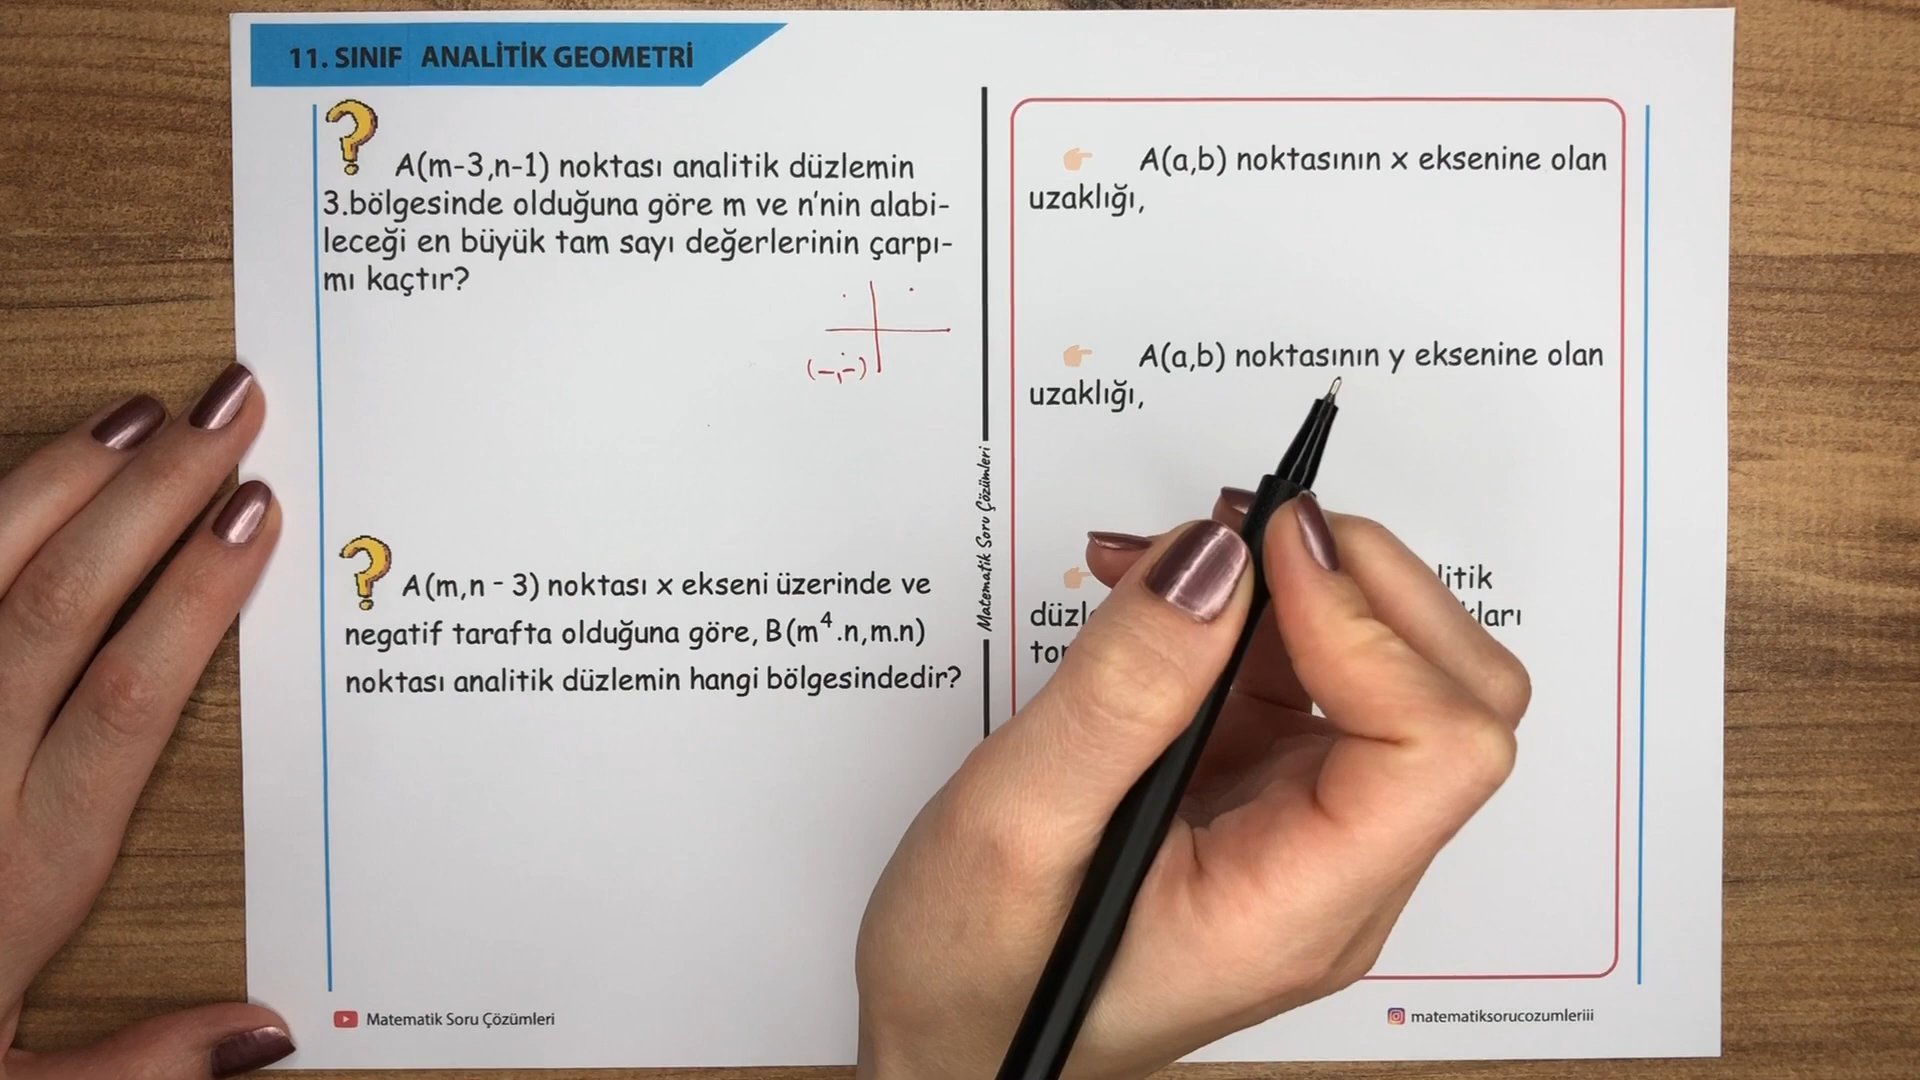 11. SINIF ANALİTİK GEOMETRİ
A(m-3,n-1) noktası analitik düzlemin
3.bölgesinde olduğuna göre m ve n'nin alabi-
leceği en büyük tam sayı değerlerinin çarpı-
mı kaçtır?
(-,-)
A(m,n - 3) noktası x ekseni üzerinde ve
negatif tarafta olduğuna göre, B(m⁴.n,m.n)
noktası analitik düzlemin hangi bölgesindedir?
Matematik Soru Çözümleri
Matematik Soru Çözümleri
A(a,b) noktasının x eksenine olan
uzaklığı,
A(a,b) noktasının y eksenine olan
uzaklığı,
matematiksorucozumleriii